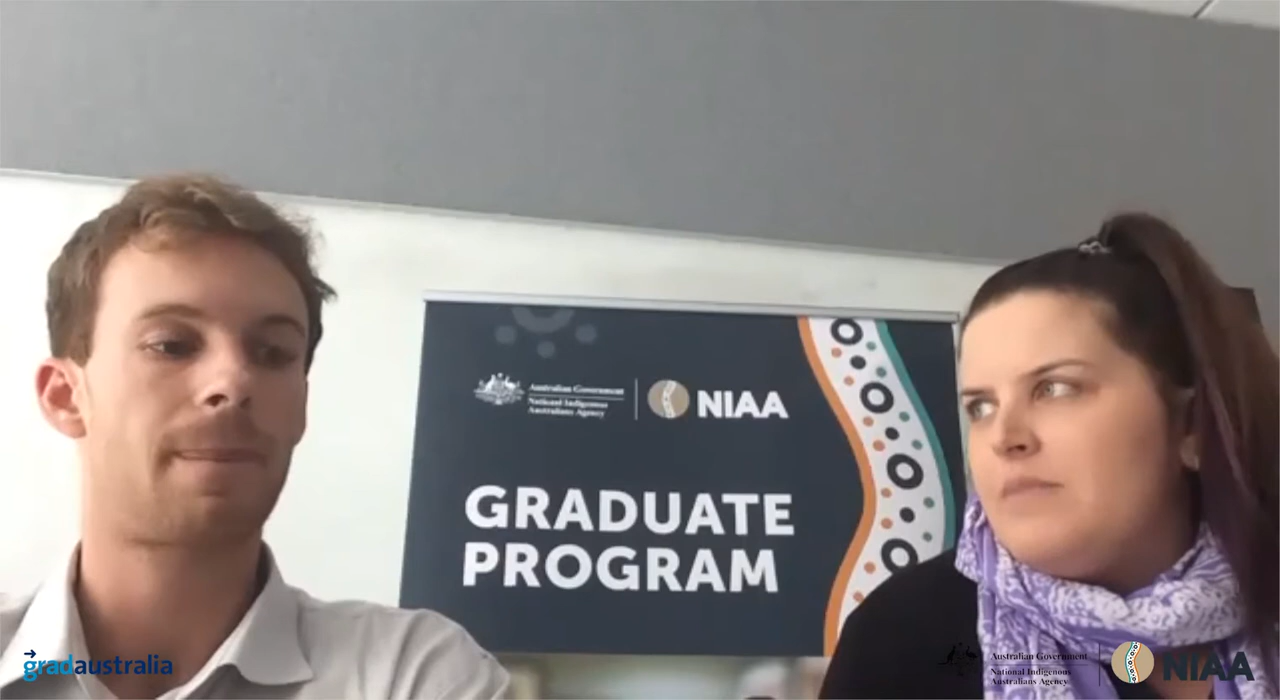 Australian Government
National Indigenous
Australians Agency
NIAA
GRADUATE
PROGRAM
gradaustralia
Australian Government
National Indigenous
Australians Agency
NIAA